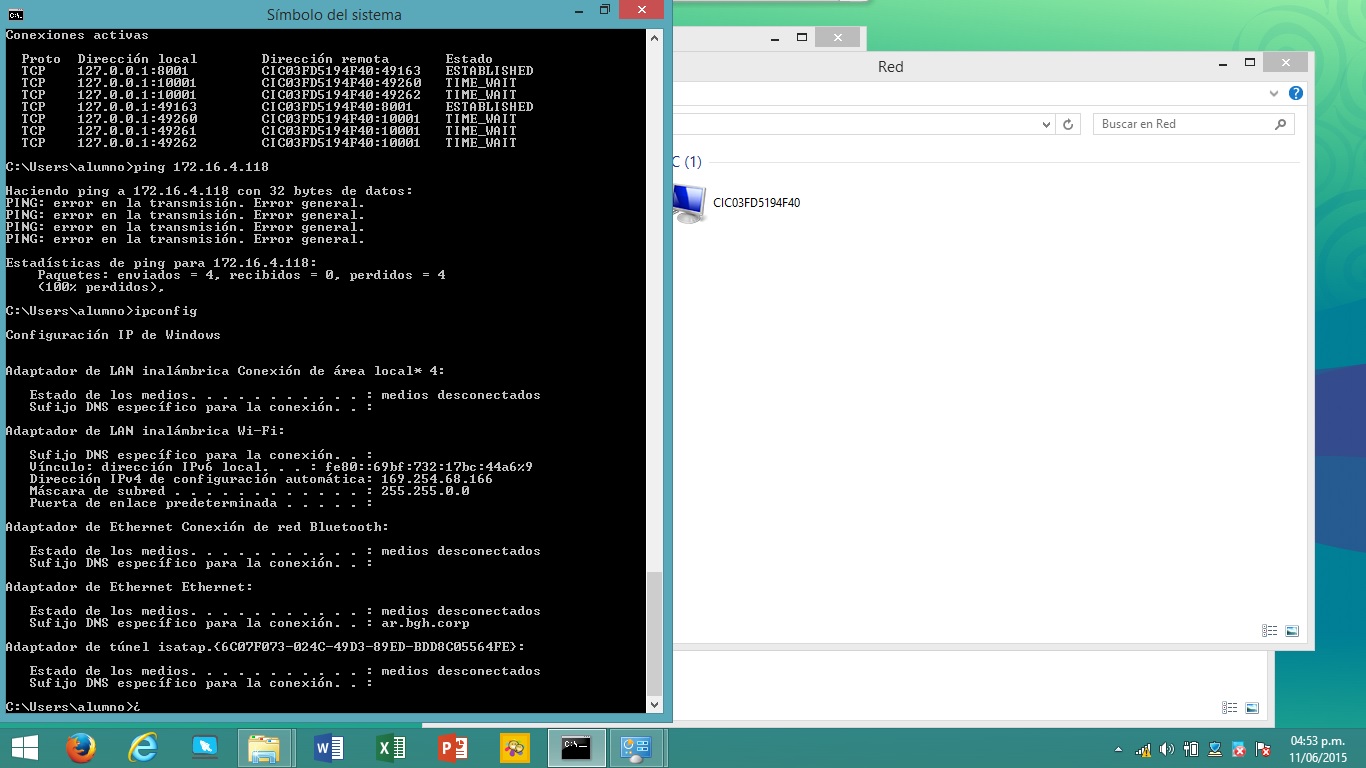 Símbolo del sistema
Conexiones activas
Proto Dirección local Dirección remota Estado
TCP 127.0.0.1:8001 CIC03FD5194F40:49163 ESTABLISHED
TCP 127.0.0.1:10001 CIC03FD5194F40:49260 TIME_WAIT
TCP 127.0.0.1:10001 CIC03FD5194F40:49262 TIME_WAIT
TCP 127.0.0.1:49163 CIC03FD5194F40:8001 ESTABLISHED
TCP 127.0.0.1:49260 CIC03FD5194F40:10001 TIME_WAIT
TCP 127.0.0.1:49261 CIC03FD5194F40:10001 TIME_WAIT
TCP 127.0.0.1:49262 CIC03FD5194F40:10001 TIME_WAIT
C:\Users\alumno>ping 172.16.4.118
Haciendo ping a 172.16.4.118 con 32 bytes de datos:
PING: error en la transmisión. Error general.
PING: error en la transmisión. Error general.
PING: error en la transmisión. Error general.
PING: error en la transmisión. Error general.
Estadísticas de ping para 172.16.4.118:
Paquetes: enviados = 4, recibidos = 0, perdidos = 4
(100% perdidos),
C:\Users\alumno>ipconfig
Configuración IP de Windows
Adaptador de LAN inalámbrica Conexión de área local* 4:
Estado de los medios. . . . . . . . . . . : medios desconectados
Sufijo DNS específico para la conexión. . :
Adaptador de LAN inalámbrica Wi-Fi:
Sufijo DNS específico para la conexión. . :
Vínculo: dirección IPv6 local. . . : fe80::69bf:732:17bc:44a6%9
Dirección IPv4 de configuración automática: 169.254.68.166
Máscara de subred . . . . . . . . . . . . : 255.255.0.0
Puerta de enlace predeterminada . . . . . :
Adaptador de Ethernet Conexión de red Bluetooth:
Estado de los medios. . . . . . . . . . . : medios desconectados
Sufijo DNS específico para la conexión. . :
Adaptador de Ethernet Ethernet:
Estado de los medios. . . . . . . . . . . : medios desconectados
Sufijo DNS específico para la conexión. . : ar.bgh.corp
Adaptador de túnel isatap.{6C07F073-024C-49D3-89ED-BDD8C05564FE}:
Estado de los medios. . . . . . . . . . . : medios desconectados
Sufijo DNS específico para la conexión. . :
C:\Users\alumno>¿
Red
Buscar en Red
C (1)
CIC03FD5194F40
04:53 p.m.
11/06/2015